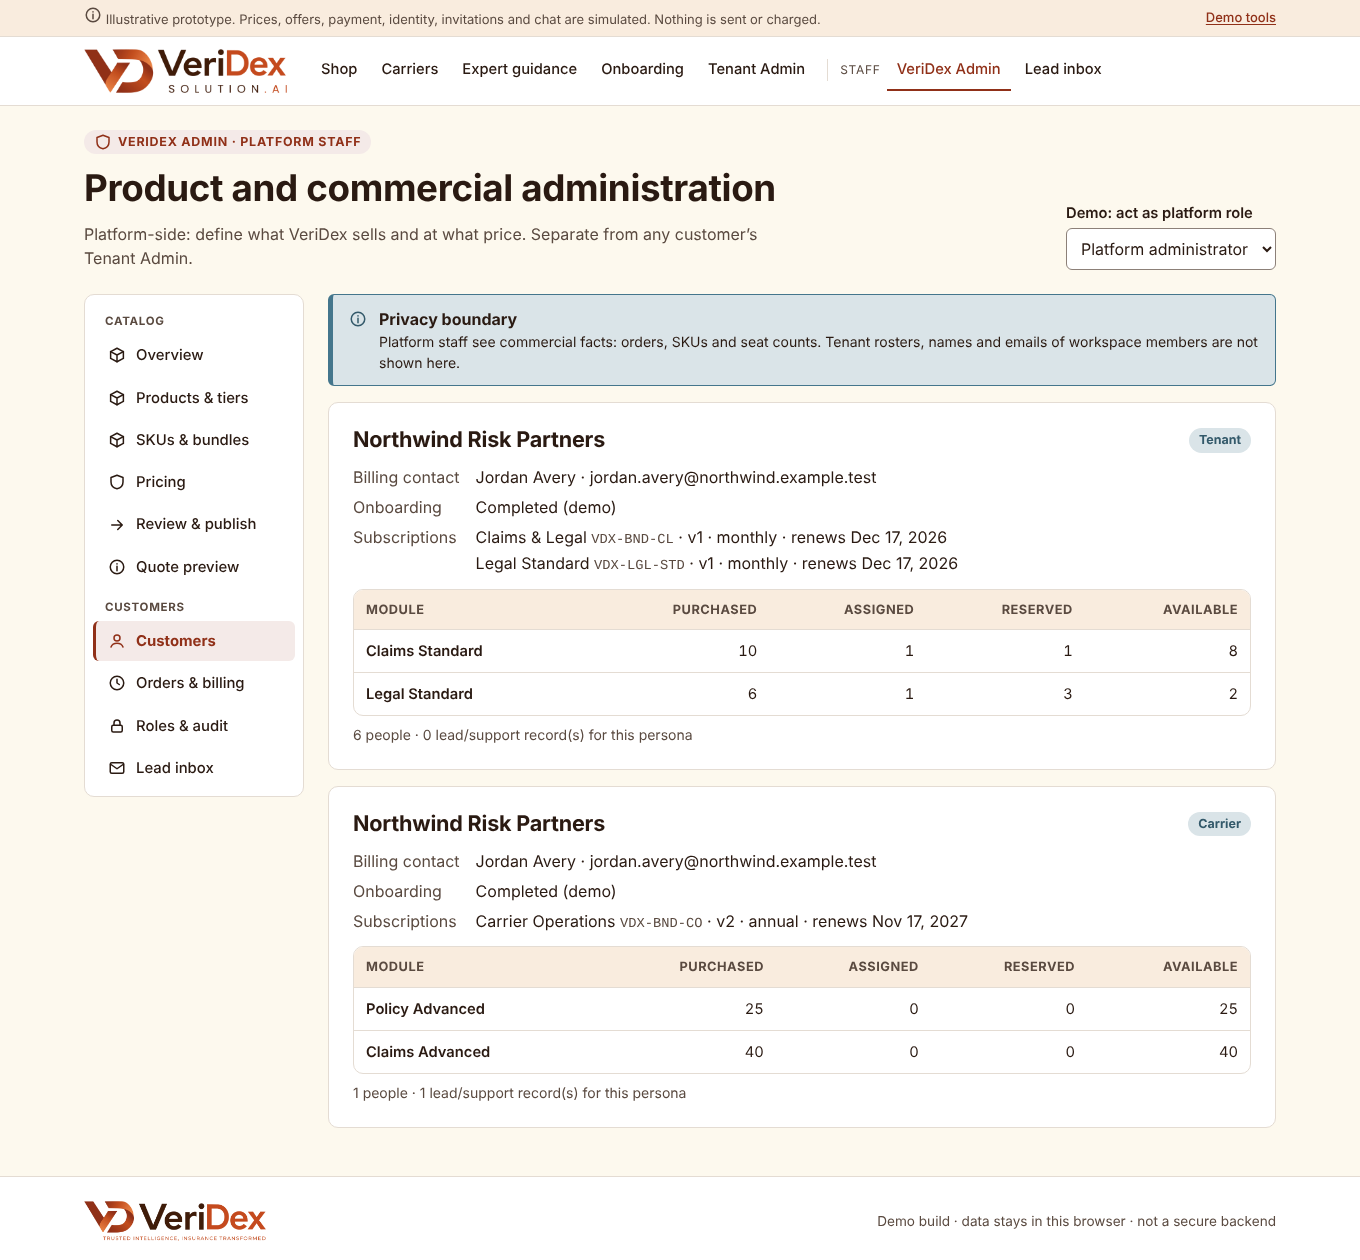 Illustrative prototype. Prices, offers, payment, identity, invitations and chat are simulated. Nothing is sent or charged.
Demo tools
VeriDex
SOLUTION.AI
Shop
Carriers
Expert guidance
Onboarding
Tenant Admin
STAFF
VeriDex Admin
Lead inbox
VERIDEX ADMIN · PLATFORM STAFF
Product and commercial administration
Platform-side: define what VeriDex sells and at what price. Separate from any customer’s
Tenant Admin.
Demo: act as platform role
Platform administrator
CATALOG
Overview
Products & tiers
SKUs & bundles
Pricing
Review & publish
Quote preview
CUSTOMERS
Customers
Orders & billing
Roles & audit
Lead inbox
Privacy boundary
Platform staff see commercial facts: orders, SKUs and seat counts. Tenant rosters, names and emails of workspace members are not
shown here.
Northwind Risk Partners
Tenant
Billing contact Jordan Avery · jordan.avery@northwind.example.test
Onboarding Completed (demo)
Subscriptions Claims & Legal VDX-BND-CL · v1 · monthly · renews Dec 17, 2026
Legal Standard VDX-LGL-STD · v1 · monthly · renews Dec 17, 2026
MODULE PURCHASED ASSIGNED RESERVED AVAILABLE
Claims Standard 10 1 1 8
Legal Standard 6 1 3 2
6 people · 0 lead/support record(s) for this persona
Northwind Risk Partners
Carrier
Billing contact Jordan Avery · jordan.avery@northwind.example.test
Onboarding Completed (demo)
Subscriptions Carrier Operations VDX-BND-CO · v2 · annual · renews Nov 17, 2027
MODULE PURCHASED ASSIGNED RESERVED AVAILABLE
Policy Advanced 25 0 0 25
Claims Advanced 40 0 0 40
1 people · 1 lead/support record(s) for this persona
VeriDex
TRUSTED INTELLIGENCE, INSURANCE TRANSFORMED
Demo build · data stays in this browser · not a secure backend